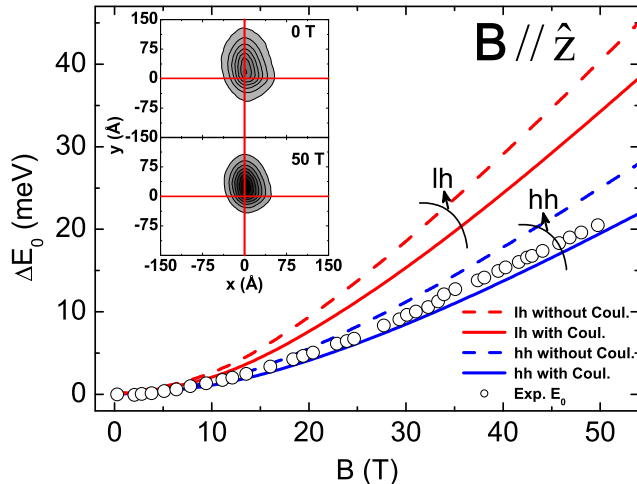 B // ẑ
150
75
0
-75
-150
0 T
75
0
-75
50 T
-150 -75 0 75 150
y (Å)
x (Å)
lh
hh
40
30
20
10
0
ΔE₀ (meV)
lh without Coul.
lh with Coul.
hh without Coul.
hh with Coul.
Exp. E₀
0 10 20 30 40 50
B (T)